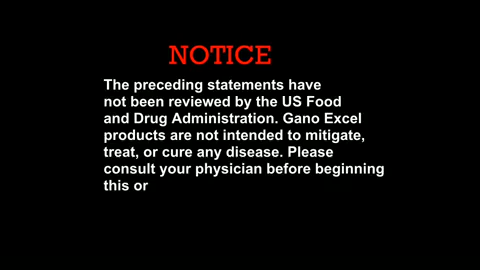 NOTICE
The preceding statements have
not been reviewed by the US Food
and Drug Administration. Gano Excel
products are not intended to mitigate,
treat, or cure any disease. Please
consult your physician before beginning
this or